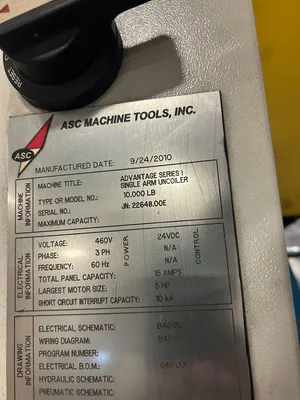 RESET
ASC MACHINE TOOLS, INC.
ASC
MANUFACTURED DATE: 9/24/2010
MACHINE INFORMATION
MACHINE TITLE: ADVANTAGE SERIES I
SINGLE ARM UNCOILER
TYPE OR MODEL NO.: 10,000 LB
SERIAL NO.: JN: 22648.00E
MAXIMUM CAPACITY:
ELECTRICAL INFORMATION
POWER
CONTROL
VOLTAGE: 460V 24VDC
PHASE: 3 PH N/A
FREQUENCY: 60 Hz N/A
TOTAL PANEL CAPACITY: 15 AMPS
LARGEST MOTOR SIZE: 5 HP
SHORT CIRCUIT INTERRUPT CAPACITY: 10 kA
DRAWING INFORMATION
ELECTRICAL SCHEMATIC:
WIRING DIAGRAM:
PROGRAM NUMBER:
ELECTRICAL B.O.M.:
HYDRAULIC SCHEMATIC:
PNEUMATIC SCHEMATIC: